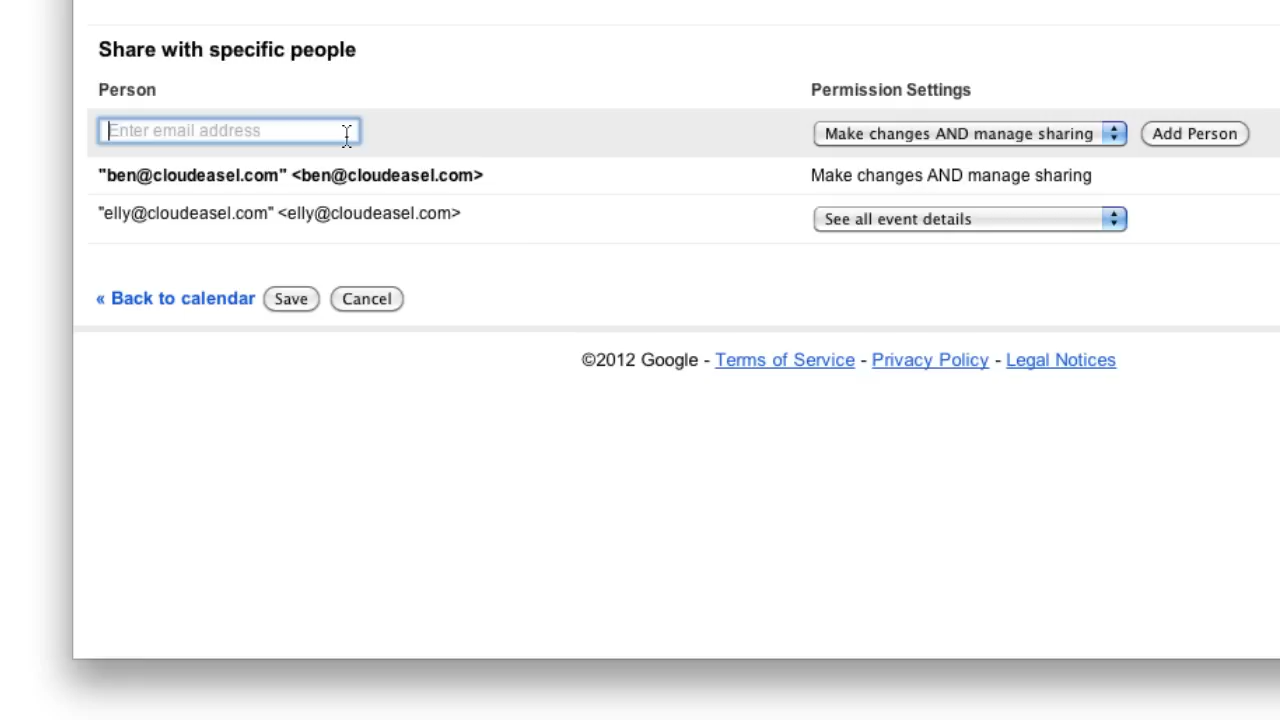 Share with specific people
Person Permission Settings
Enter email address Make changes AND manage sharing Add Person
"ben@cloudeasel.com" <ben@cloudeasel.com> Make changes AND manage sharing
"elly@cloudeasel.com" <elly@cloudeasel.com> See all event details
« Back to calendar Save Cancel
©2012 Google - Terms of Service - Privacy Policy - Legal Notices